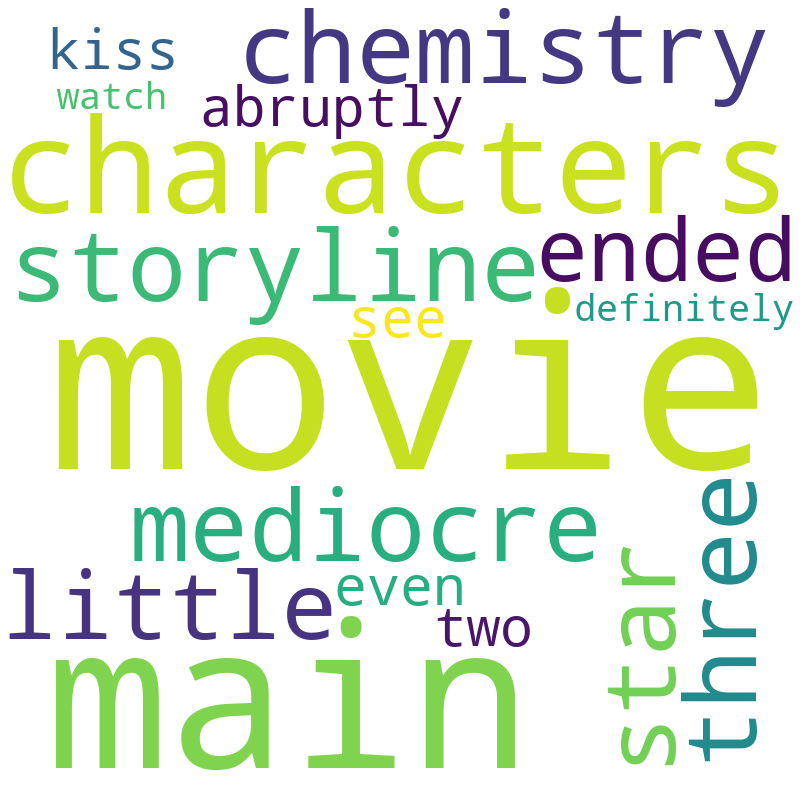 kiss
chemistry
watch
abruptly
characters
storyline
ended
definitely
see
movie
mediocre
three
star
little
even
two
main